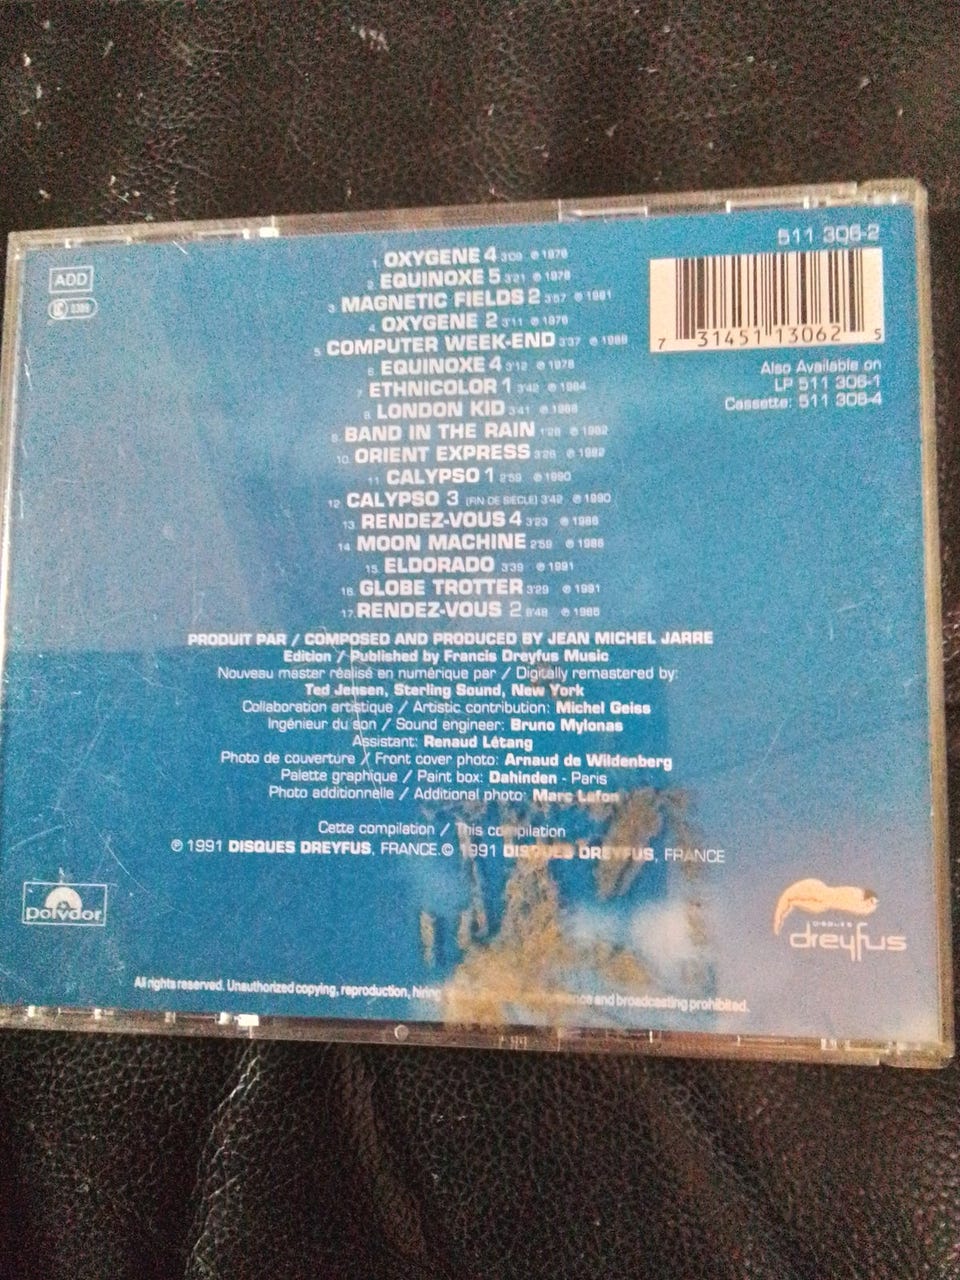 511 306-2
ADD
1. OXYGENE 4 3'09 ℗ 1976
2. EQUINOXE 5 3'21 ℗ 1978
3. MAGNETIC FIELDS 2 3'57 ℗ 1981
4. OXYGENE 2 3'11 ℗ 1976
5. COMPUTER WEEK-END 3'37 ℗ 1988
6. EQUINOXE 4 3'12 ℗ 1978
7. ETHNICOLOR 1 3'42 ℗ 1984
8. LONDON KID 3'41 ℗ 1988
9. BAND IN THE RAIN 1'28 ℗ 1982
10. ORIENT EXPRESS 3'26 ℗ 1982
11. CALYPSO 1 2'59 ℗ 1990
12. CALYPSO 3 (FIN DE SIECLE) 3'42 ℗ 1990
13. RENDEZ-VOUS 4 3'23 ℗ 1986
14. MOON MACHINE 2'59 ℗ 1986
15. ELDORADO 3'39 ℗ 1991
16. GLOBE TROTTER 3'29 ℗ 1991
17. RENDEZ-VOUS 2 8'48 ℗ 1986
7 31451 13062 5
Also Available on
LP 511 306-1
Cassette: 511 306-4
PRODUIT PAR / COMPOSED AND PRODUCED BY JEAN MICHEL JARRE
Edition / Published by Francis Dreyfus Music
Nouveau master réalisé en numérique par / Digitally remastered by:
Ted Jensen, Sterling Sound, New York
Collaboration artistique / Artistic contribution: Michel Geiss
Ingénieur du son / Sound engineer: Bruno Mylonas
Assistant: Renaud Létang
Photo de couverture / Front cover photo: Arnaud de Wildenberg
Palette graphique / Paint box: Dahinden - Paris
Photo additionnelle / Additional photo: Marc Lafon
Cette compilation / This compilation
℗ 1991 DISQUES DREYFUS, FRANCE.© 1991 DISQUES DREYFUS, FRANCE
polydor
DISQUES
dreyfus
All rights reserved. Unauthorized copying, reproduction, hiring and broadcasting prohibited.